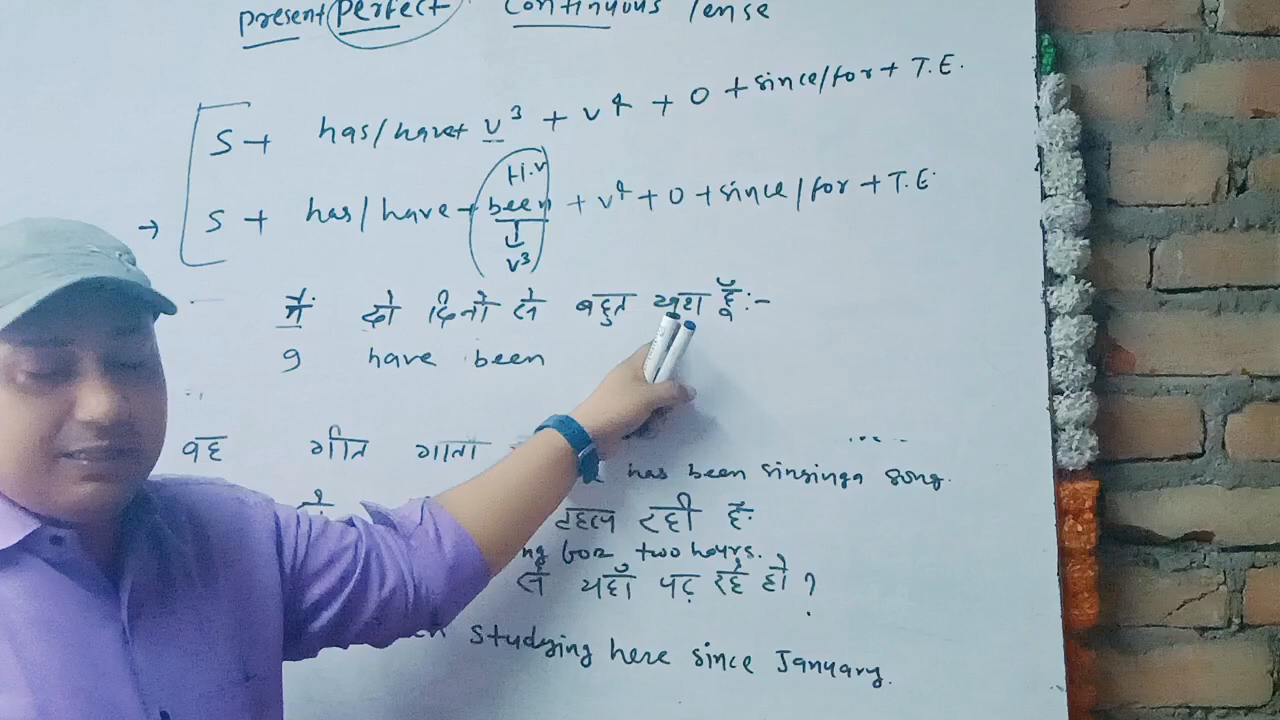 Present Perfect Continuous Tense
S + has/have + V³ + V⁴ + O + since/for + T.E.
H.V
S + has/have + been + V⁴ + O + since/for + T.E.
V³
मैं दो दिनों से बहुत खुश हूँ :-
I have been
वह गीत गाता
has been singing a song.
टहल रही है
ng for two hours.
से यहाँ पढ़ रहे हो ?
studying here since January.